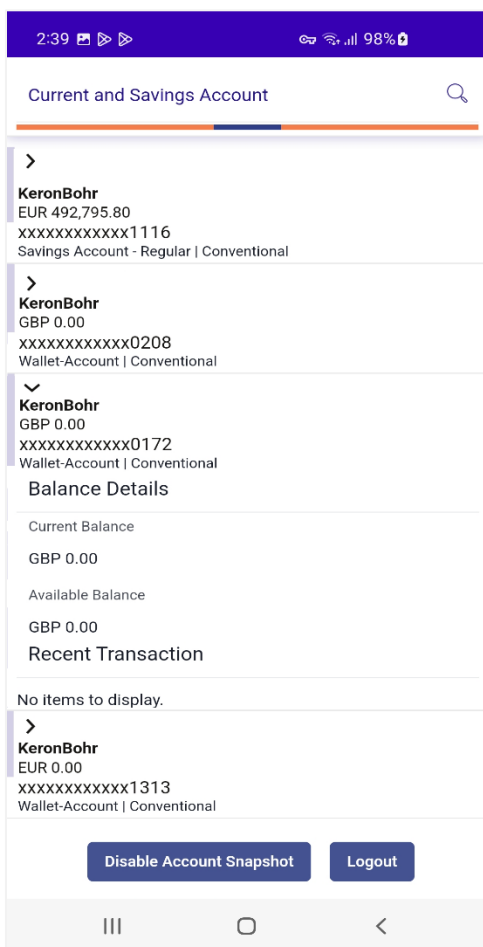 2:39 98%
Current and Savings Account
KeronBohr
EUR 492,795.80
xxxxxxxxxxxx1116
Savings Account - Regular | Conventional
KeronBohr
GBP 0.00
xxxxxxxxxxxx0208
Wallet-Account | Conventional
KeronBohr
GBP 0.00
xxxxxxxxxxxx0172
Wallet-Account | Conventional
Balance Details
Current Balance
GBP 0.00
Available Balance
GBP 0.00
Recent Transaction
No items to display.
KeronBohr
EUR 0.00
xxxxxxxxxxxx1313
Wallet-Account | Conventional
Disable Account Snapshot Logout